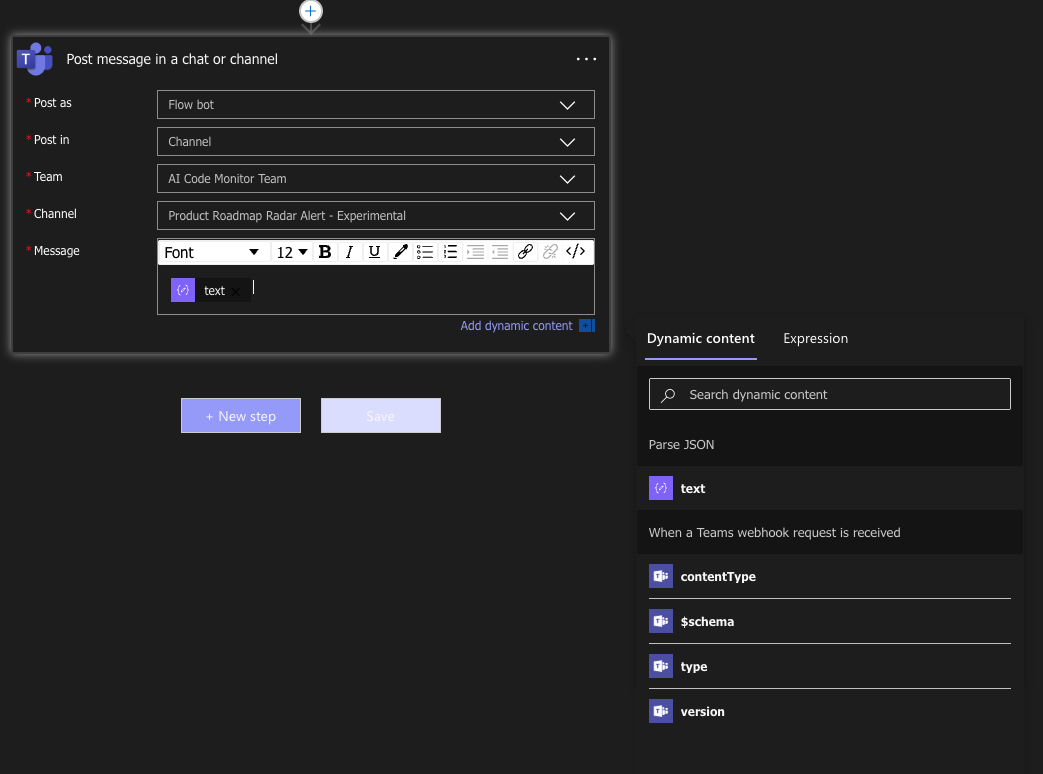 Post message in a chat or channel
* Post as
Flow bot
* Post in
Channel
* Team
AI Code Monitor Team
* Channel
Product Roadmap Radar Alert - Experimental
* Message
Font 12 B I U </>
text ×
Add dynamic content
+ New step
Save
Dynamic content Expression
Search dynamic content
Parse JSON
text
When a Teams webhook request is received
contentType
$schema
type
version